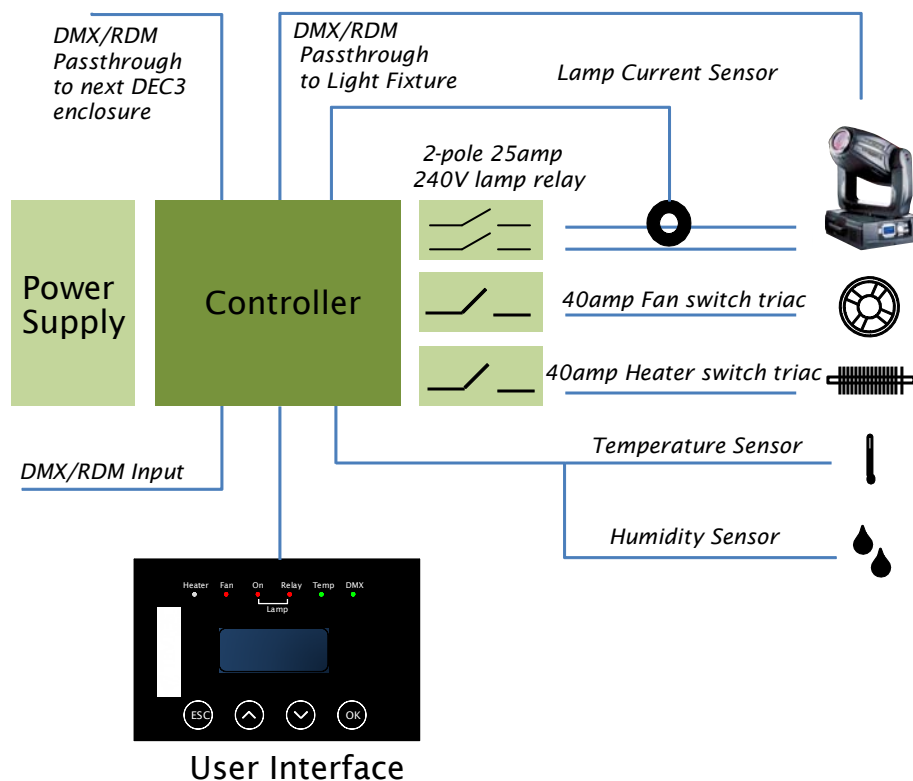 DMX/RDM
Passthrough
to next DEC3
enclosure
DMX/RDM
Passthrough
to Light Fixture
Lamp Current Sensor
2-pole 25amp
240V lamp relay
Power
Supply
Controller
40amp Fan switch triac
40amp Heater switch triac
Temperature Sensor
DMX/RDM Input
Humidity Sensor
Heater Fan On Relay Temp DMX
Lamp
ESC OK
User Interface